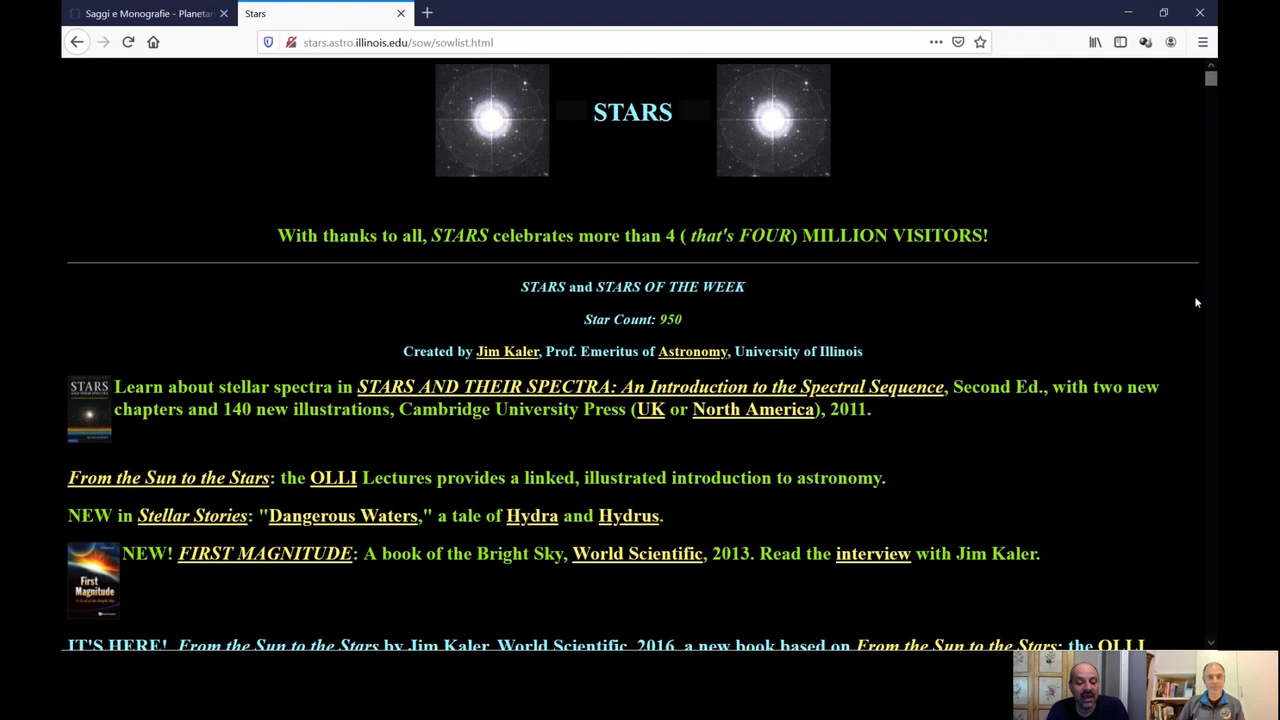 Saggi e Monografie - Planetar
Stars
stars.astro.illinois.edu/sow/sowlist.html
STARS
With thanks to all, STARS celebrates more than 4 ( that's FOUR) MILLION VISITORS!
STARS and STARS OF THE WEEK
Star Count: 950
Created by Jim Kaler, Prof. Emeritus of Astronomy, University of Illinois
STARS
AND THEIR SPECTRA
Learn about stellar spectra in STARS AND THEIR SPECTRA: An Introduction to the Spectral Sequence, Second Ed., with two new
chapters and 140 new illustrations, Cambridge University Press (UK or North America), 2011.
From the Sun to the Stars: the OLLI Lectures provides a linked, illustrated introduction to astronomy.
NEW in Stellar Stories: "Dangerous Waters," a tale of Hydra and Hydrus.
NEW! FIRST MAGNITUDE: A book of the Bright Sky, World Scientific, 2013. Read the interview with Jim Kaler.
First
Magnitude
IT'S HERE! From the Sun to the Stars by Jim Kaler, World Scientific, 2016, a new book based on From the Sun to the Stars: the OLLI